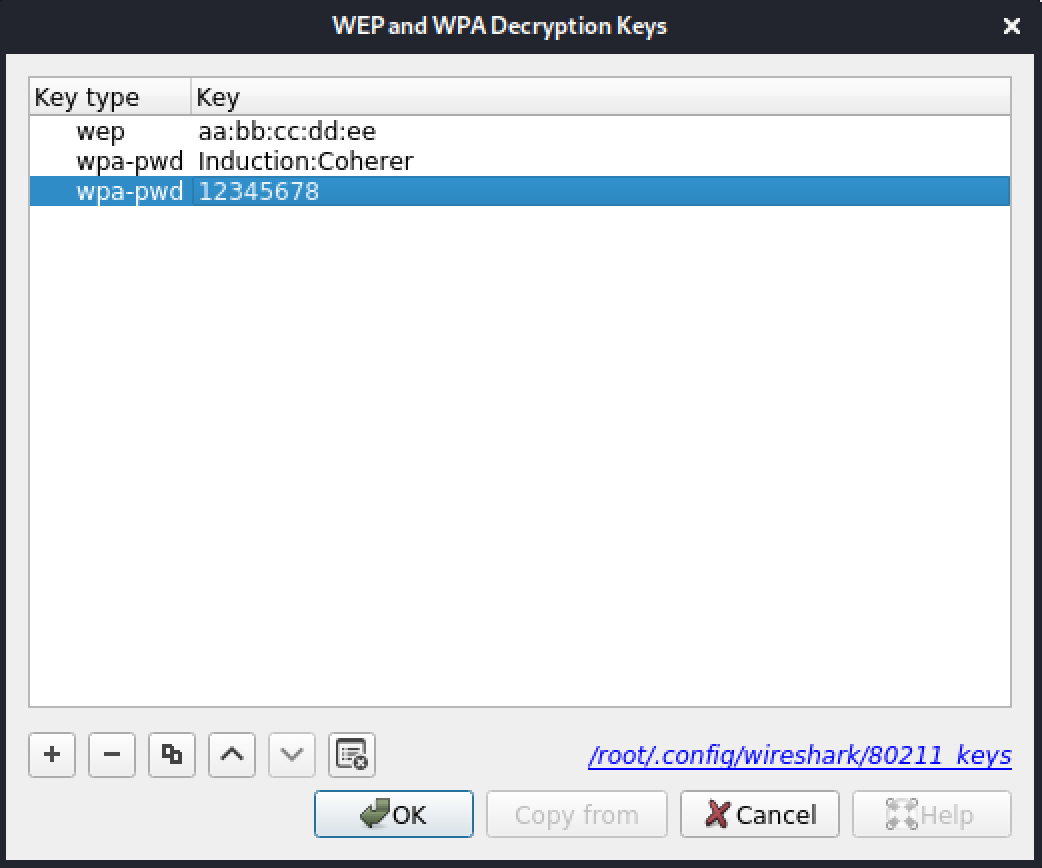 WEP and WPA Decryption Keys
Key type Key
wep aa:bb:cc:dd:ee
wpa-pwd Induction:Coherer
wpa-pwd 12345678
/root/.config/wireshark/80211_keys
OK Copy from Cancel Help